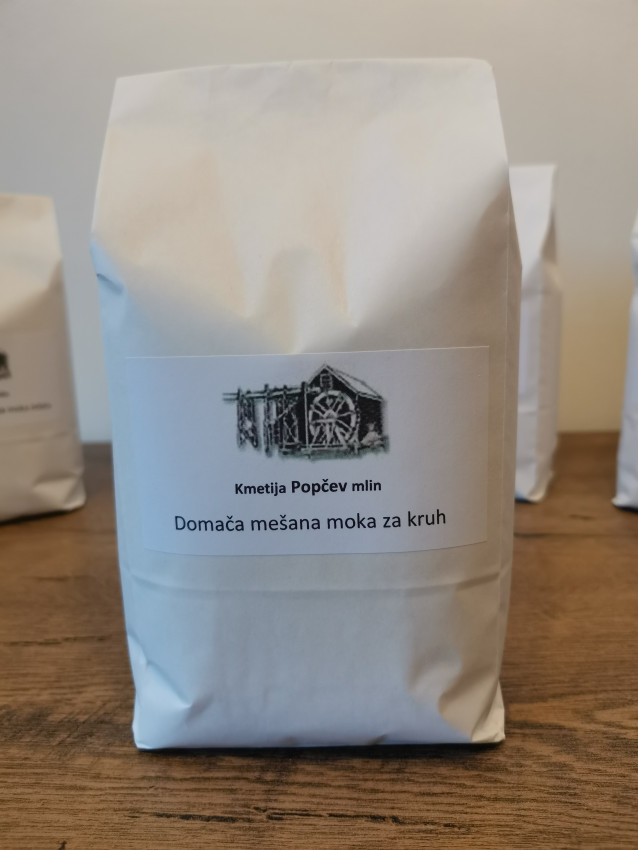 Kmetija Popčev mlin
Domača mešana moka za kruh